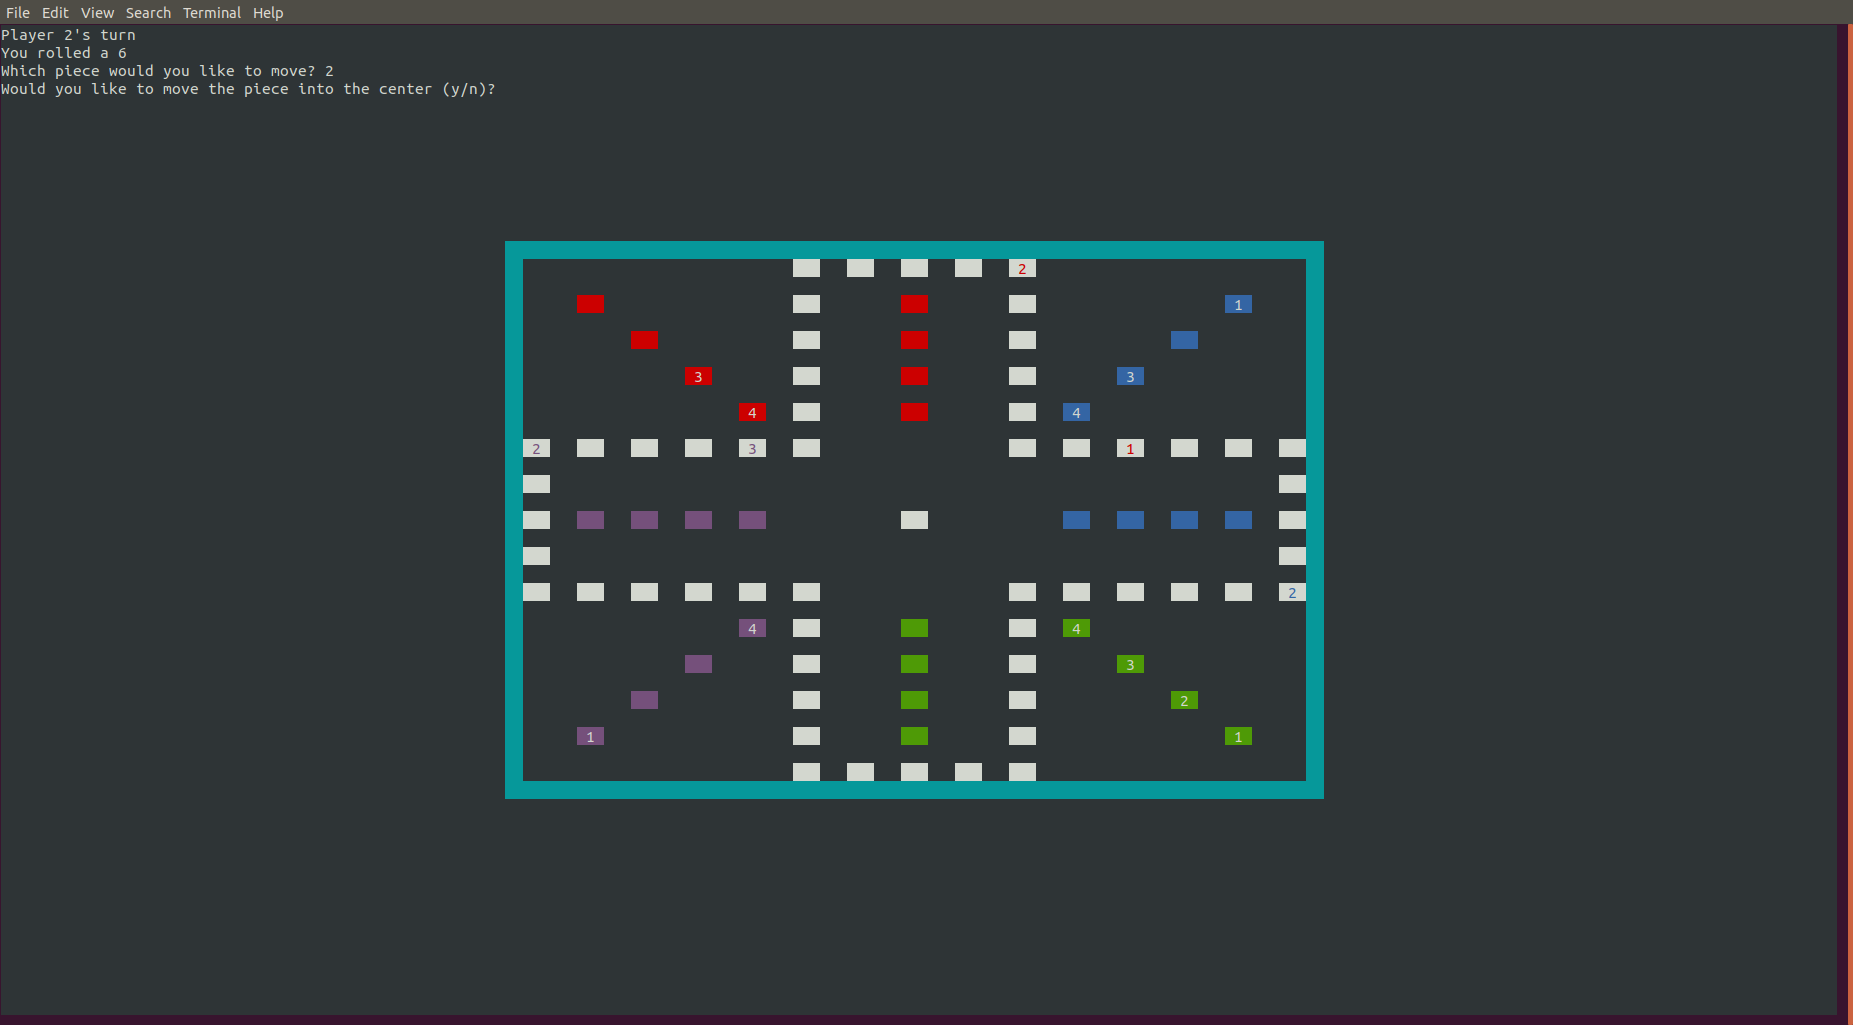 File Edit View Search Terminal Help
Player 2's turn
You rolled a 6
Which piece would you like to move? 2
Would you like to move the piece into the center (y/n)?
2
1
3 3
4 4
2 3 1
2
4 4
3
2
1 1